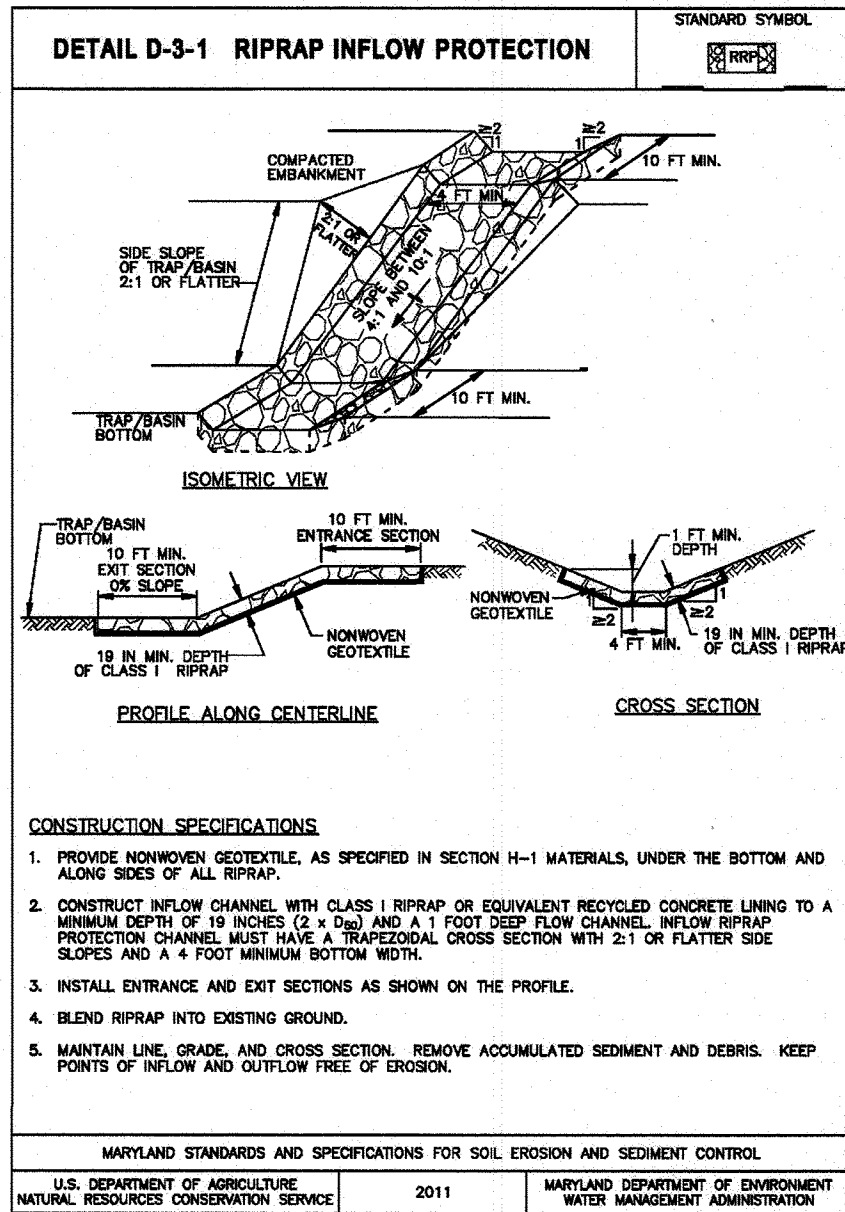 DETAIL D-3-1 RIPRAP INFLOW PROTECTION
STANDARD SYMBOL
RRP
≥2
1
≥2
1
10 FT MIN.
COMPACTED
EMBANKMENT
4 FT MIN.
2:1 OR
FLATTER
SIDE SLOPE
OF TRAP/BASIN
2:1 OR FLATTER
SLOPE BETWEEN
4:1 AND 10:1
10 FT MIN.
TRAP/BASIN
BOTTOM
ISOMETRIC VIEW
TRAP/BASIN
BOTTOM
10 FT MIN.
EXIT SECTION
0% SLOPE
10 FT MIN.
ENTRANCE SECTION
19 IN MIN. DEPTH
OF CLASS I RIPRAP
NONWOVEN
GEOTEXTILE
PROFILE ALONG CENTERLINE
1 FT MIN.
DEPTH
NONWOVEN
GEOTEXTILE
1
≥2
4 FT MIN.
1
≥2
19 IN MIN. DEPTH
OF CLASS I RIPRAP
CROSS SECTION
CONSTRUCTION SPECIFICATIONS
1. PROVIDE NONWOVEN GEOTEXTILE, AS SPECIFIED IN SECTION H-1 MATERIALS, UNDER THE BOTTOM AND
ALONG SIDES OF ALL RIPRAP.
2. CONSTRUCT INFLOW CHANNEL WITH CLASS I RIPRAP OR EQUIVALENT RECYCLED CONCRETE LINING TO A
MINIMUM DEPTH OF 19 INCHES (2 x D50) AND A 1 FOOT DEEP FLOW CHANNEL. INFLOW RIPRAP
PROTECTION CHANNEL MUST HAVE A TRAPEZOIDAL CROSS SECTION WITH 2:1 OR FLATTER SIDE
SLOPES AND A 4 FOOT MINIMUM BOTTOM WIDTH.
3. INSTALL ENTRANCE AND EXIT SECTIONS AS SHOWN ON THE PROFILE.
4. BLEND RIPRAP INTO EXISTING GROUND.
5. MAINTAIN LINE, GRADE, AND CROSS SECTION. REMOVE ACCUMULATED SEDIMENT AND DEBRIS. KEEP
POINTS OF INFLOW AND OUTFLOW FREE OF EROSION.
MARYLAND STANDARDS AND SPECIFICATIONS FOR SOIL EROSION AND SEDIMENT CONTROL
U.S. DEPARTMENT OF AGRICULTURE
NATURAL RESOURCES CONSERVATION SERVICE
2011
MARYLAND DEPARTMENT OF ENVIRONMENT
WATER MANAGEMENT ADMINISTRATION